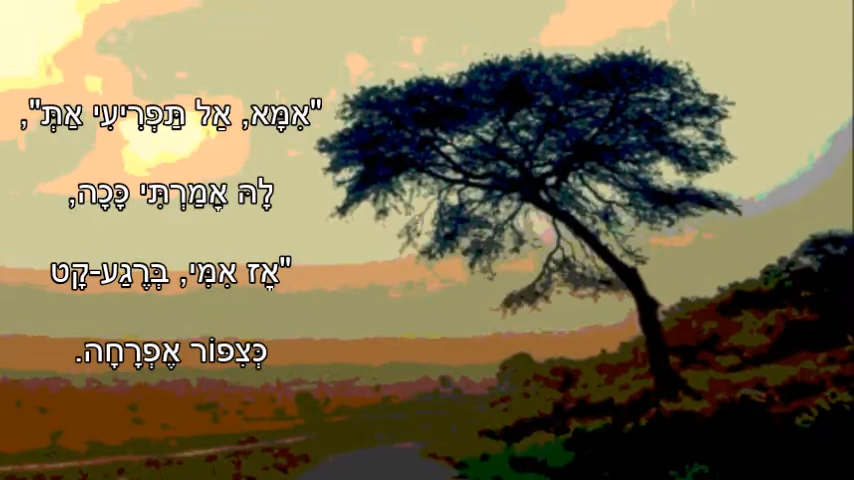 "אִמָּא, אַל תַּפְרִיעִי אַתְּ",
לָהּ אָמַרְתִּי כָּכָה,
"אָז אִמִּי, בְּרֶגַע-קָט
כְּצִפּוֹר אֶפְרָחָה.